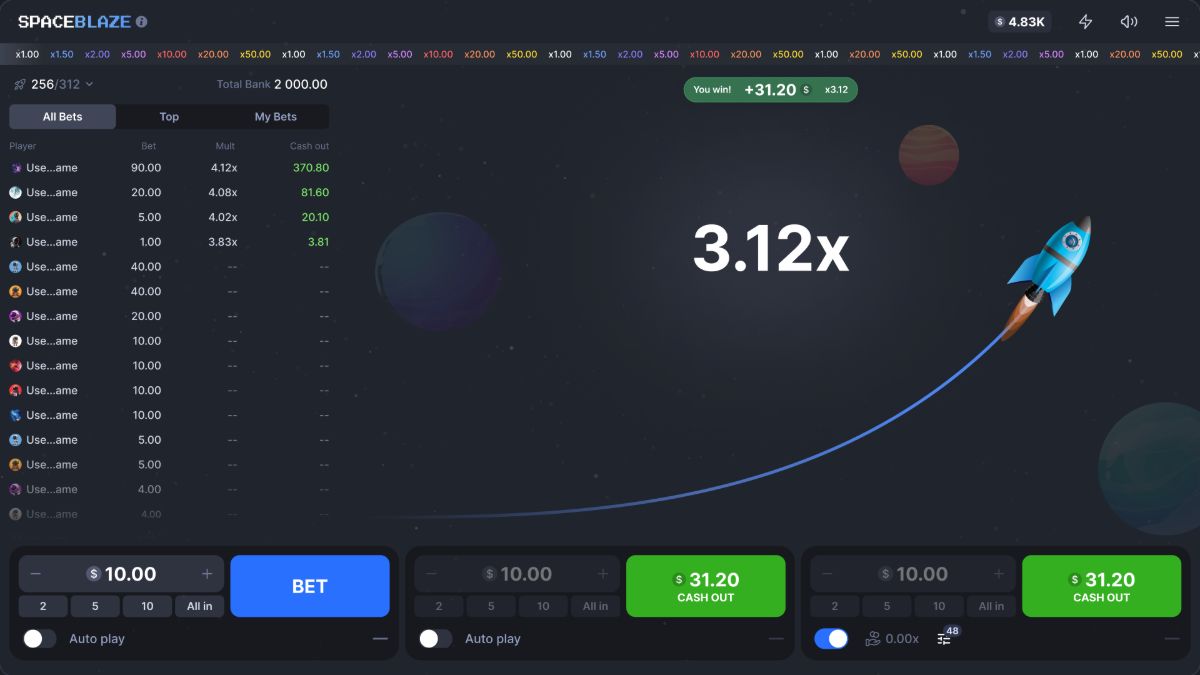 SPACEBLAZE
$ 4.83K
x1.00 x1.50 x2.00 x5.00 x10.00 x20.00 x50.00 x1.00 x1.50 x2.00 x5.00 x10.00 x20.00 x50.00 x1.00 x1.50 x2.00 x5.00 x10.00 x20.00 x50.00 x1.00 x20.00 x50.00 x1.00 x1.50 x2.00 x5.00 x1.00 x20.00 x50.00
256/312
Total Bank 2 000.00
All Bets Top My Bets
Player Bet Mult Cash out
Use...ame 90.00 4.12x 370.80
Use...ame 20.00 4.08x 81.60
Use...ame 5.00 4.02x 20.10
Use...ame 1.00 3.83x 3.81
Use...ame 40.00 -- --
Use...ame 40.00 -- --
Use...ame 20.00 -- --
Use...ame 10.00 -- --
Use...ame 10.00 -- --
Use...ame 10.00 -- --
Use...ame 10.00 -- --
Use...ame 5.00 -- --
Use...ame 5.00 -- --
Use...ame 4.00 -- --
Use...ame 4.00 -- --
You win! +31.20 $ x3.12
3.12x
− $ 10.00 +
2 5 10 All in
BET
Auto play
− $ 10.00 +
2 5 10 All in
$ 31.20
CASH OUT
Auto play
− $ 10.00 +
2 5 10 All in
$ 31.20
CASH OUT
0.00x
48